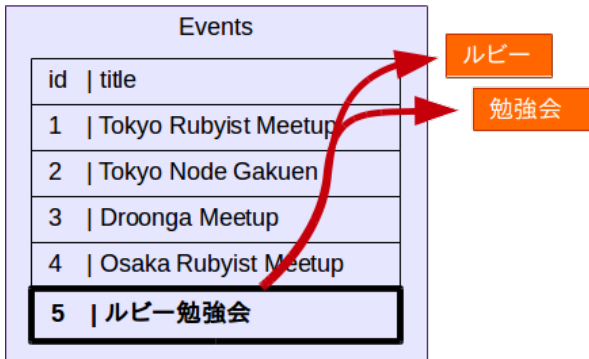 Events
id | title
1 | Tokyo Rubyist Meetup
2 | Tokyo Node Gakuen
3 | Droonga Meetup
4 | Osaka Rubyist Meetup
5 | ルビー勉強会
ルビー
勉強会